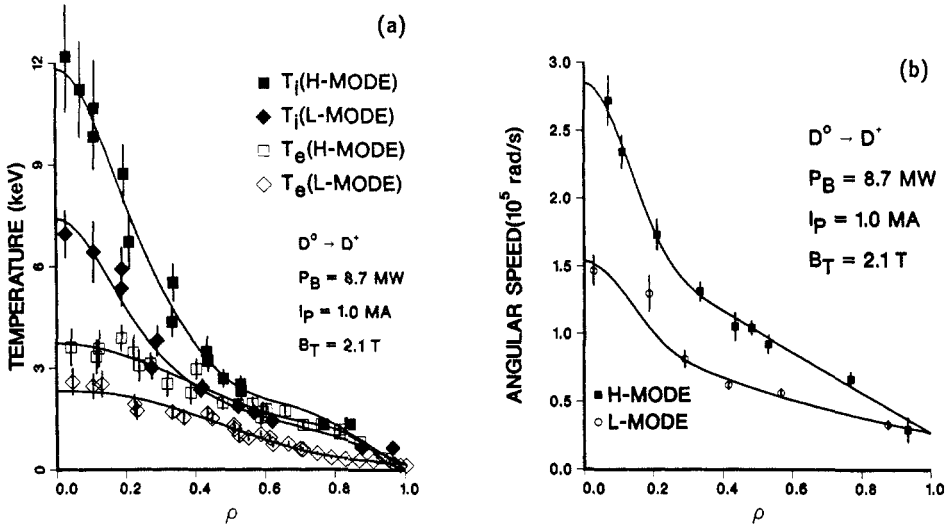 (a)
TEMPERATURE (keV)
12
9
6
3
0
T_i(H-MODE)
T_i(L-MODE)
T_e(H-MODE)
T_e(L-MODE)
D° → D⁺
P_B = 8.7 MW
I_P = 1.0 MA
B_T = 2.1 T
0.0 0.2 0.4 0.6 0.8 1.0
ρ
(b)
ANGULAR SPEED(10⁵ rad/s)
3.0
2.5
2.0
1.5
1.0
0.5
0.0
D° → D⁺
P_B = 8.7 MW
I_P = 1.0 MA
B_T = 2.1 T
H-MODE
L-MODE
0.0 0.2 0.4 0.6 0.8 1.0
ρ